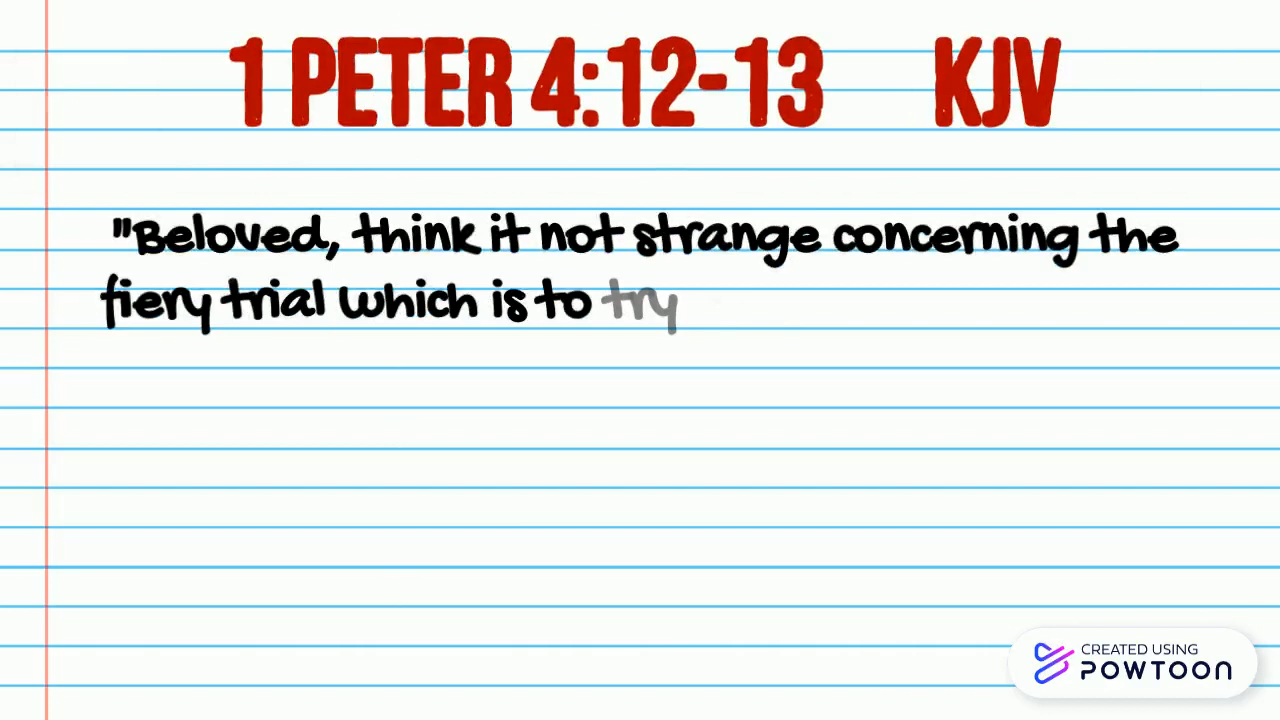 1 PETER 4:12-13 KJV
"Beloved, think it not strange concerning the
fiery trial which is to try
CREATED USING
POWTOON